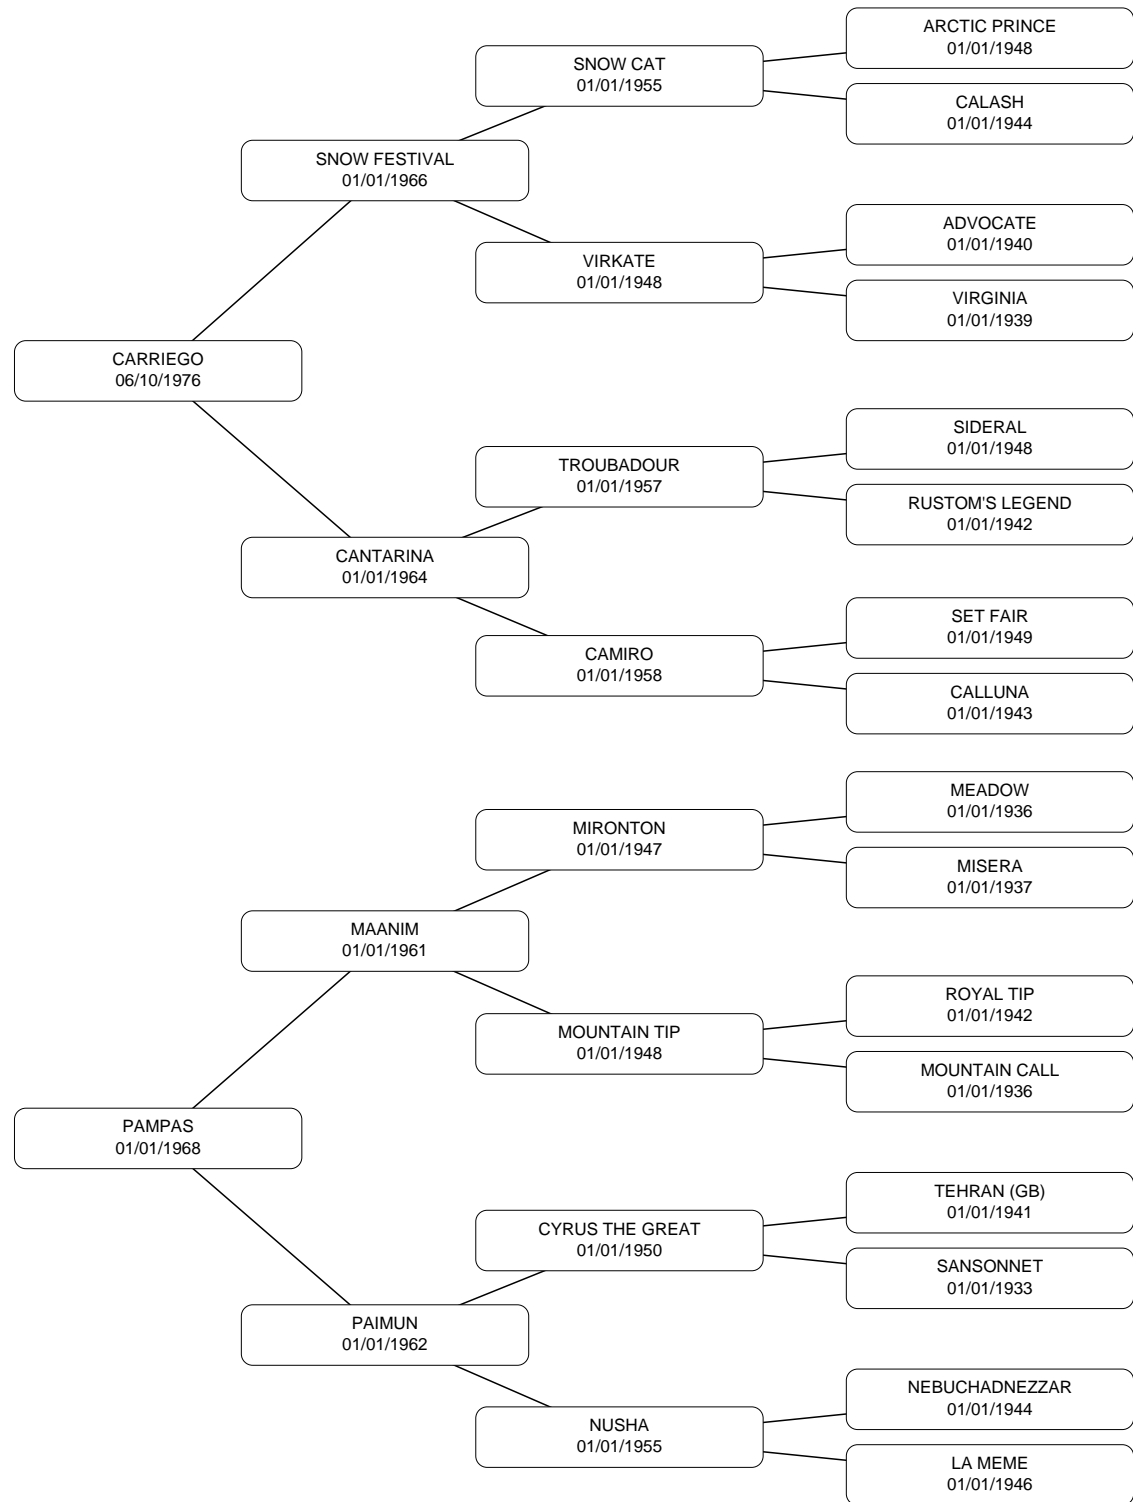 ARCTIC PRINCE
01/01/1948
SNOW CAT
01/01/1955
CALASH
01/01/1944
SNOW FESTIVAL
01/01/1966
ADVOCATE
01/01/1940
VIRKATE
01/01/1948
VIRGINIA
01/01/1939
CARRIEGO
06/10/1976
SIDERAL
01/01/1948
TROUBADOUR
01/01/1957
RUSTOM'S LEGEND
01/01/1942
CANTARINA
01/01/1964
SET FAIR
01/01/1949
CAMIRO
01/01/1958
CALLUNA
01/01/1943
MEADOW
01/01/1936
MIRONTON
01/01/1947
MISERA
01/01/1937
MAANIM
01/01/1961
ROYAL TIP
01/01/1942
MOUNTAIN TIP
01/01/1948
MOUNTAIN CALL
01/01/1936
PAMPAS
01/01/1968
TEHRAN (GB)
01/01/1941
CYRUS THE GREAT
01/01/1950
SANSONNET
01/01/1933
PAIMUN
01/01/1962
NEBUCHADNEZZAR
01/01/1944
NUSHA
01/01/1955
LA MEME
01/01/1946